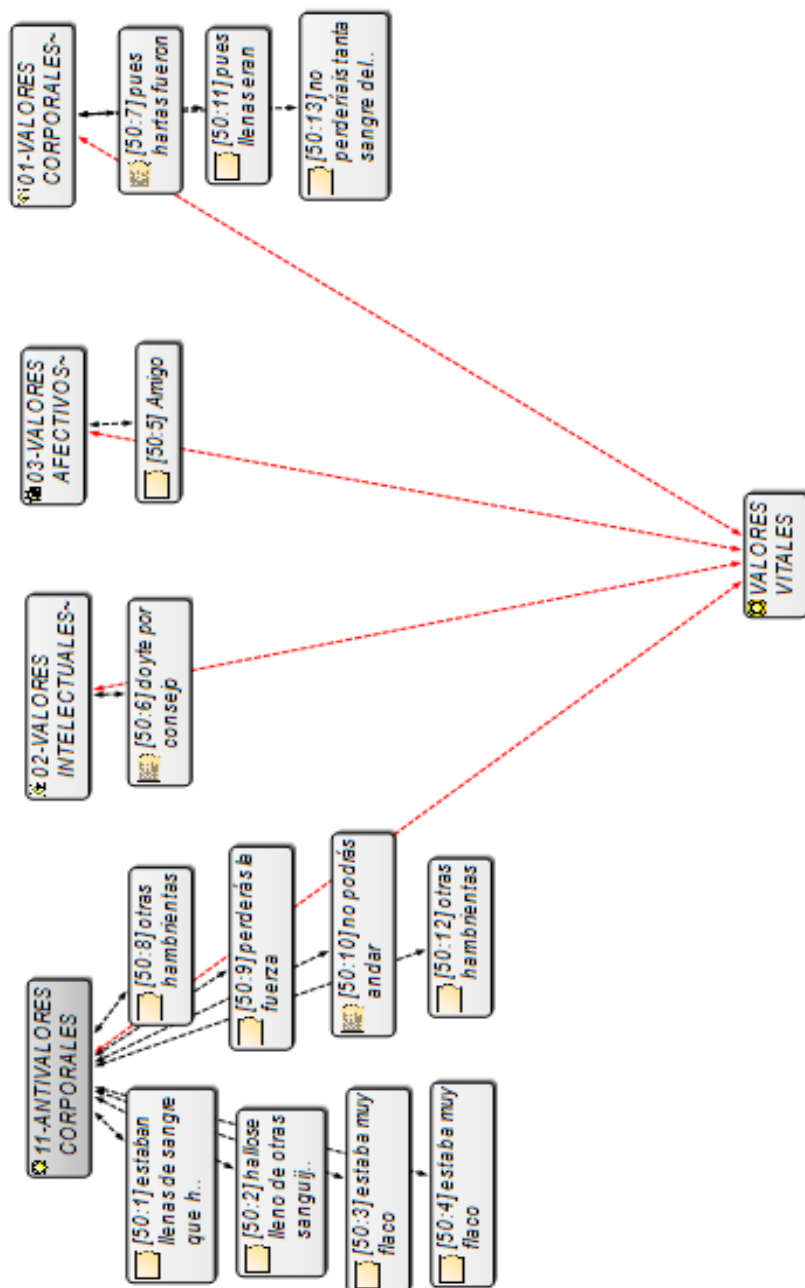 11-ANTIVALORES
CORPORALES
[50:1] estaban
llenas de sangre
que h..
[50:2] hallose
lleno de otras
sanguij..
[50:3] estaba muy
flaco
[50:4] estaba muy
flaco
[50:8] otras
hambrientas
[50:9] perderás la
fuerza
[50:10] no podrás
andar
[50:12] otras
hambrientas
02-VALORES
INTELECTUALES~
[50:6] doyte por
consejo
03-VALORES
AFECTIVOS~
[50:5] Amigo
01-VALORES
CORPORALES~
[50:7] pues
hartas fueron
[50:11] pues
llenas eran
[50:13] no
perderíais tanta
sangre del..
VALORES
VITALES